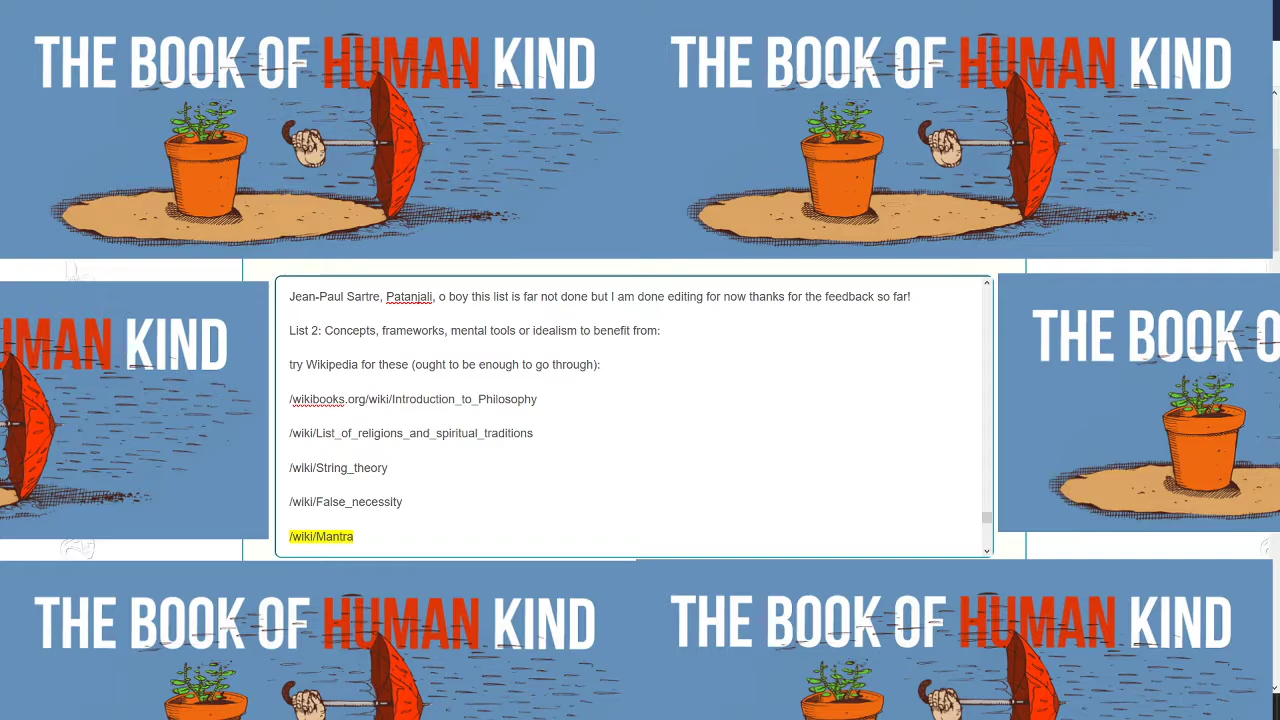 THE BOOK OF HUMAN KIND
THE BOOK OF HUMAN KIND
Jean-Paul Sartre, Patanjali, o boy this list is far not done but I am done editing for now thanks for the feedback so far!
List 2: Concepts, frameworks, mental tools or idealism to benefit from:
try Wikipedia for these (ought to be enough to go through):
/wikibooks.org/wiki/Introduction_to_Philosophy
/wiki/List_of_religions_and_spiritual_traditions
/wiki/String_theory
/wiki/False_necessity
/wiki/Mantra
UMAN KIND
THE BOOK O
THE BOOK OF HUMAN KIND
THE BOOK OF HUMAN KIND